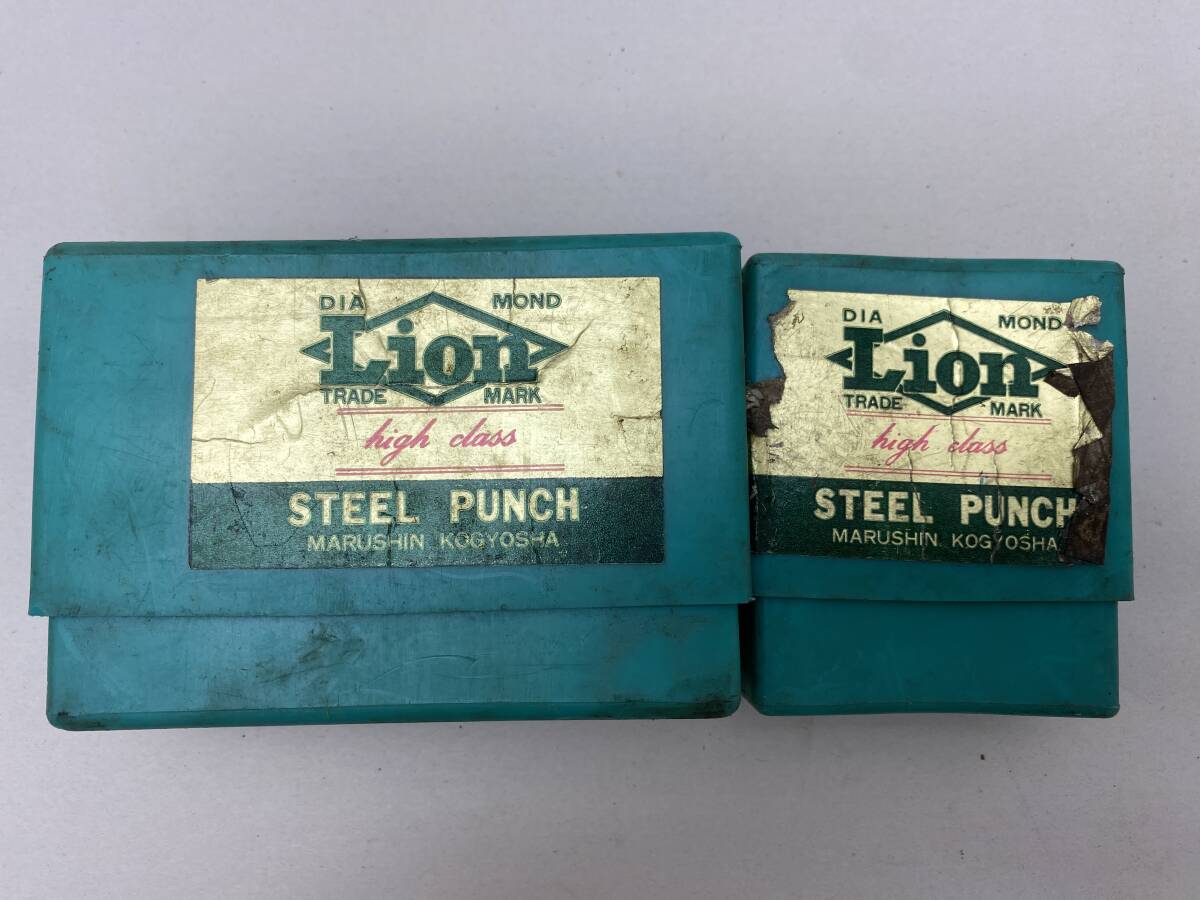 DIA MOND
Lion
TRADE MARK
high class
STEEL PUNCH
MARUSHIN KOGYOSHA
DIA MOND
Lion
TRADE MARK
high class
STEEL PUNCH
MARUSHIN KOGYOSHA